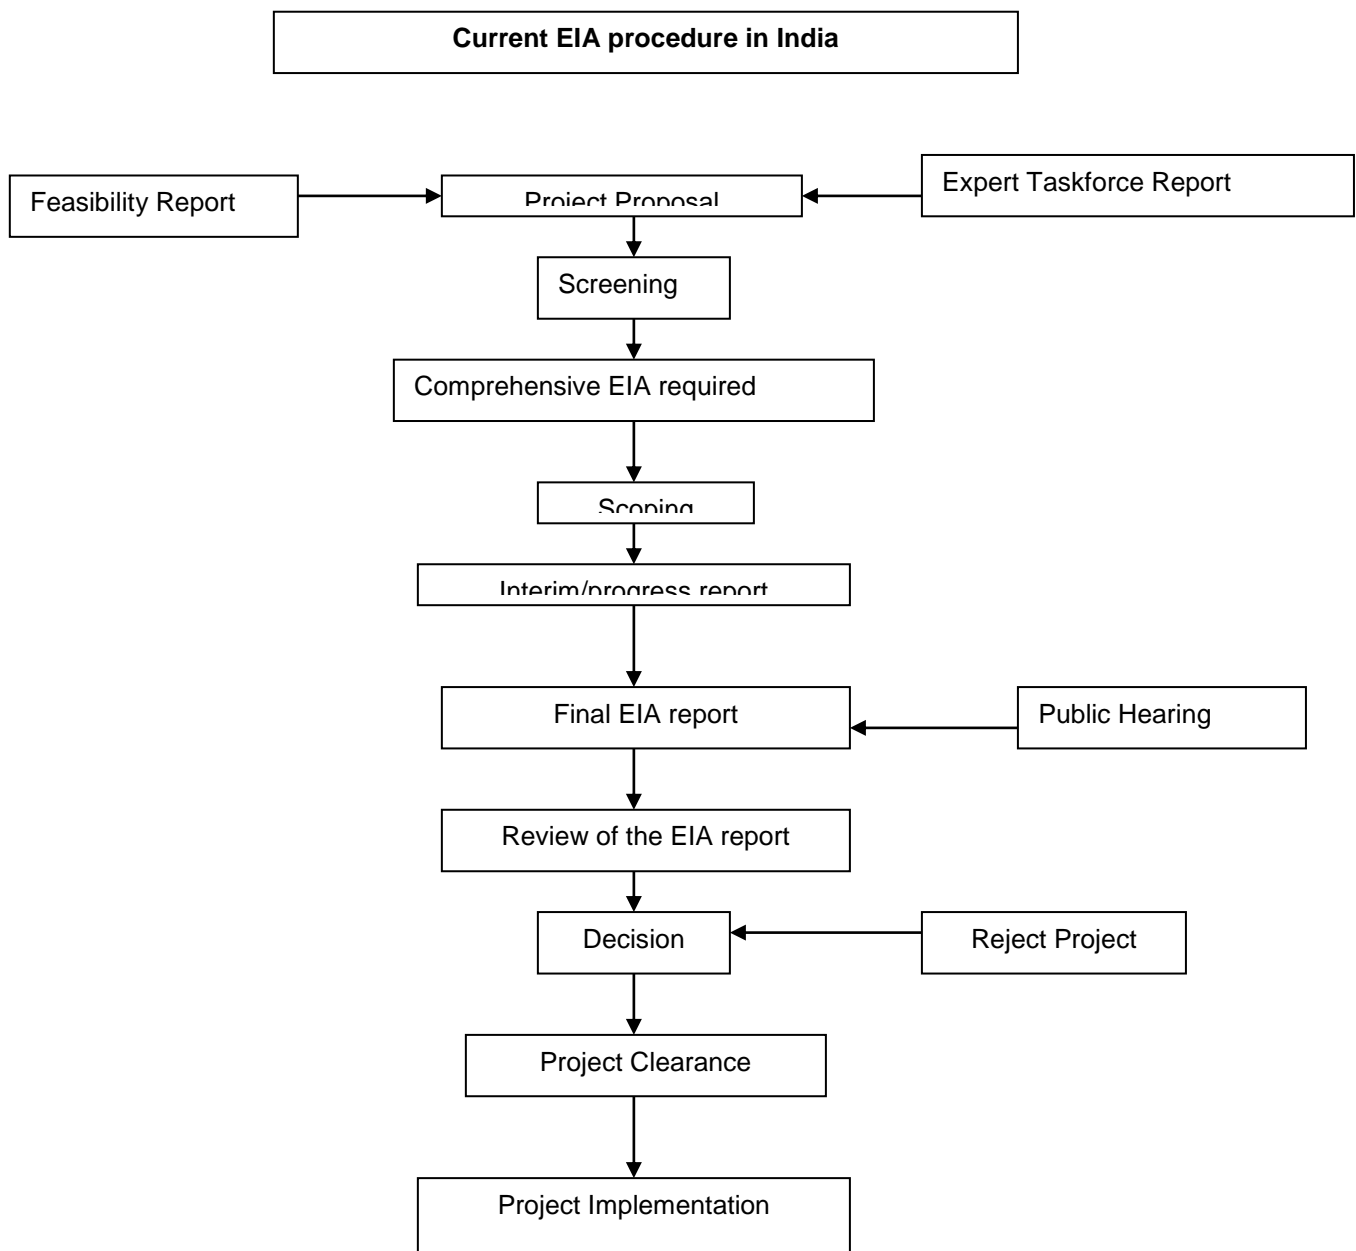 Current EIA procedure in India
Feasibility Report
Project Proposal
Expert Taskforce Report
Screening
Comprehensive EIA required
Scoping
Interim/progress report
Final EIA report
Public Hearing
Review of the EIA report
Decision
Reject Project
Project Clearance
Project Implementation